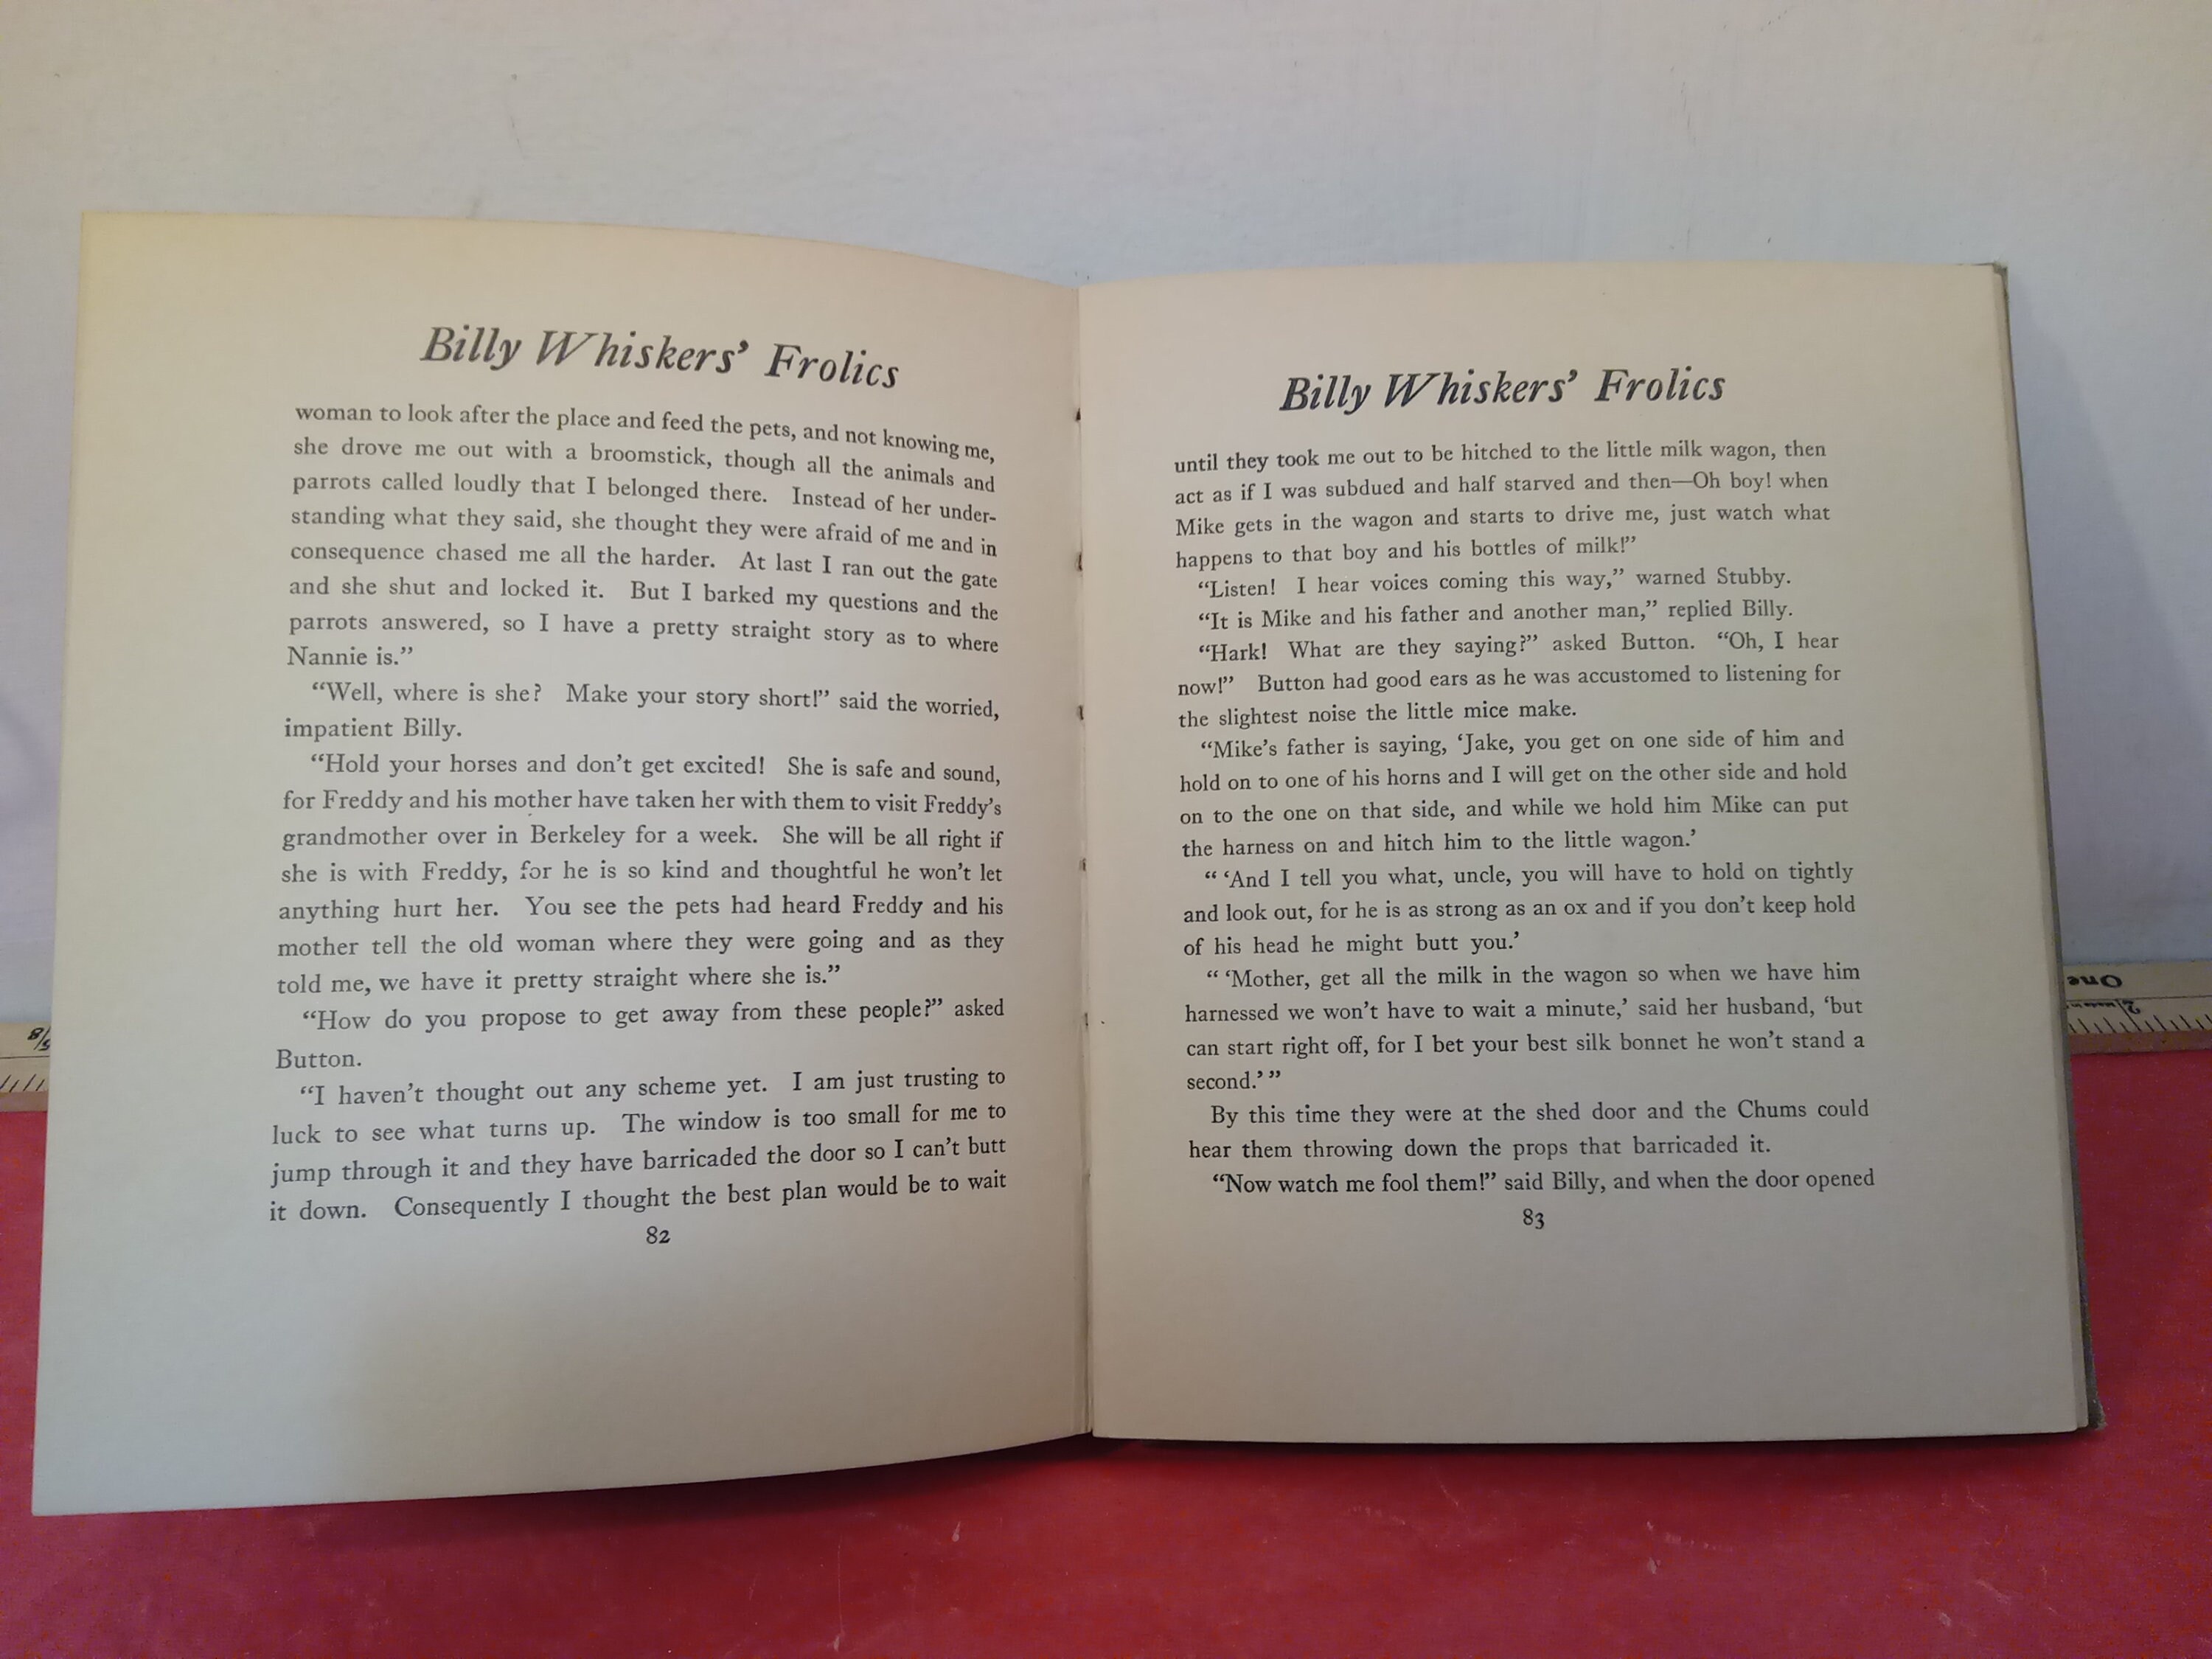 Billy Whiskers’ Frolics
woman to look after the place and feed the pets, and not knowing me,
she drove me out with a broomstick, though all the animals and
parrots called loudly that I belonged there. Instead of her under-
standing what they said, she thought they were afraid of me and in
consequence chased me all the harder. At last I ran out the gate
and she shut and locked it. But I barked my questions and the
parrots answered, so I have a pretty straight story as to where
Nannie is.”
“Well, where is she? Make your story short!” said the worried,
impatient Billy.
“Hold your horses and don’t get excited! She is safe and sound,
for Freddy and his mother have taken her with them to visit Freddy’s
grandmother over in Berkeley for a week. She will be all right if
she is with Freddy, for he is so kind and thoughtful he won’t let
anything hurt her. You see the pets had heard Freddy and his
mother tell the old woman where they were going and as they
told me, we have it pretty straight where she is.”
“How do you propose to get away from these people?” asked
Button.
“I haven’t thought out any scheme yet. I am just trusting to
luck to see what turns up. The window is too small for me to
jump through it and they have barricaded the door so I can’t butt
it down. Consequently I thought the best plan would be to wait
82
Billy Whiskers’ Frolics
until they took me out to be hitched to the little milk wagon, then
act as if I was subdued and half starved and then—Oh boy! when
Mike gets in the wagon and starts to drive me, just watch what
happens to that boy and his bottles of milk!”
“Listen! I hear voices coming this way,” warned Stubby.
“It is Mike and his father and another man,” replied Billy.
“Hark! What are they saying?” asked Button. “Oh, I hear
now!” Button had good ears as he was accustomed to listening for
the slightest noise the little mice make.
“Mike’s father is saying, ‘Jake, you get on one side of him and
hold on to one of his horns and I will get on the other side and hold
on to the one on that side, and while we hold him Mike can put
the harness on and hitch him to the little wagon.’
“ ‘And I tell you what, uncle, you will have to hold on tightly
and look out, for he is as strong as an ox and if you don’t keep hold
of his head he might butt you.’
“ ‘Mother, get all the milk in the wagon so when we have him
harnessed we won’t have to wait a minute,’ said her husband, ‘but
can start right off, for I bet your best silk bonnet he won’t stand a
second.’ ”
By this time they were at the shed door and the Chums could
hear them throwing down the props that barricaded it.
“Now watch me fool them!” said Billy, and when the door opened
83
5/8
One
2